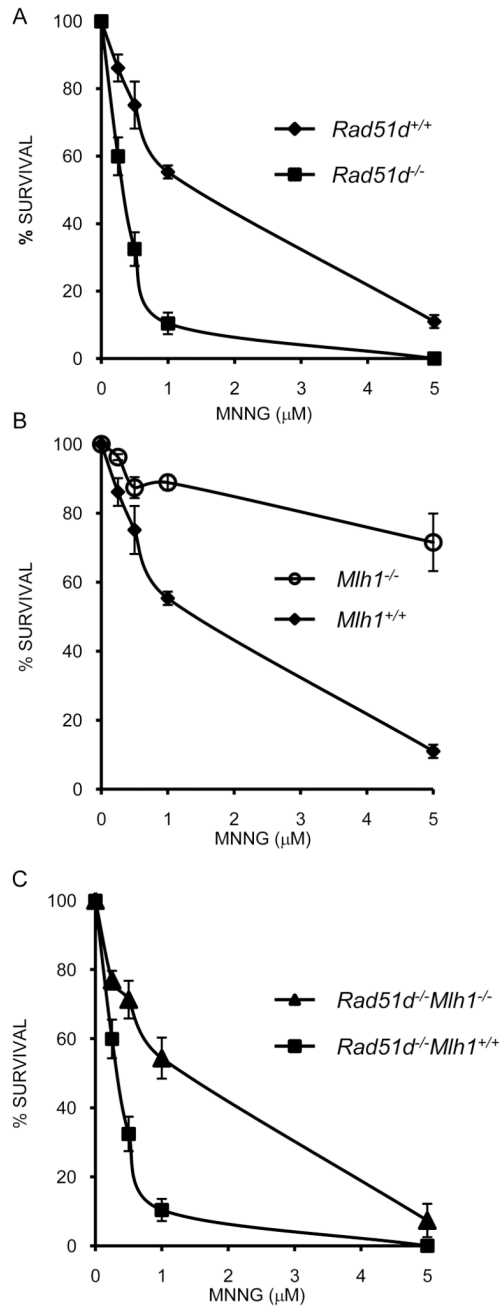 A
100
80
60
40
20
0
% SURVIVAL
Rad51d+/+
Rad51d-/-
0 1 2 3 4 5
MNNG (μM)
B
100
80
60
40
20
0
% SURVIVAL
Mlh1-/-
Mlh1+/+
0 1 2 3 4 5
MNNG (μM)
C
100
80
60
40
20
0
% SURVIVAL
Rad51d-/-Mlh1-/-
Rad51d-/-Mlh1+/+
0 1 2 3 4 5
MNNG (μM)